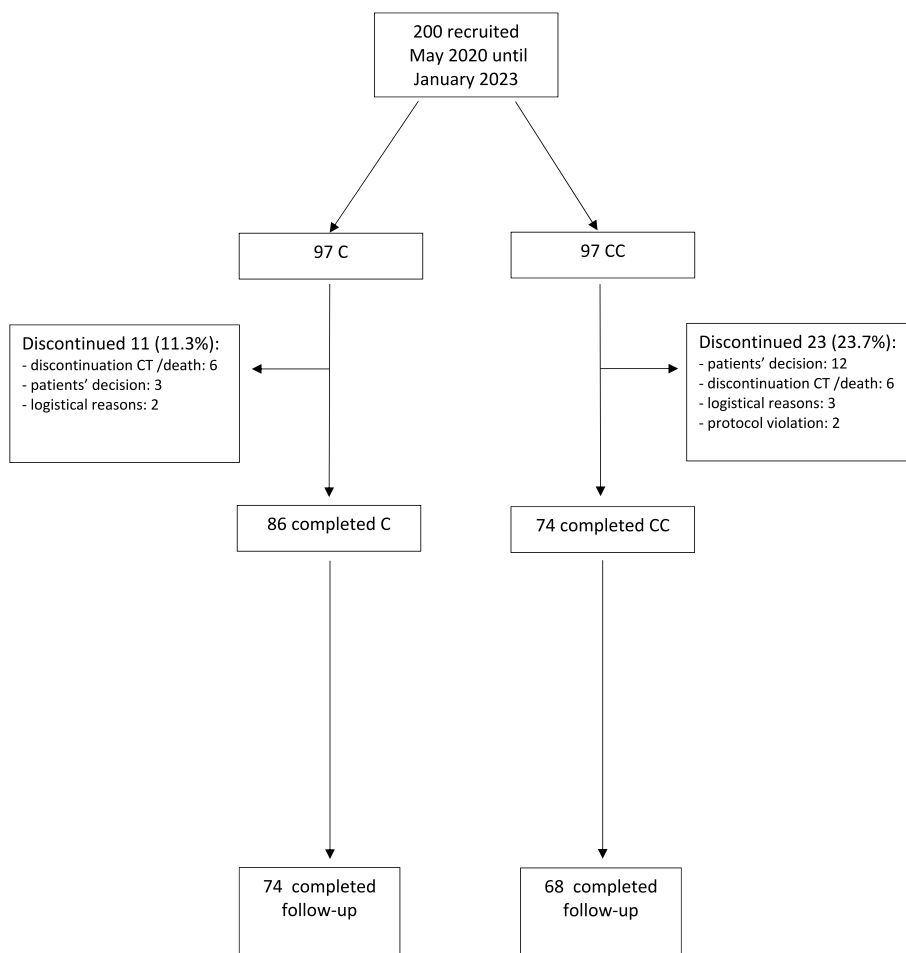 200 recruited
May 2020 until
January 2023
97 C
97 CC
Discontinued 11 (11.3%):
- discontinuation CT /death: 6
- patients’ decision: 3
- logistical reasons: 2
Discontinued 23 (23.7%):
- patients’ decision: 12
- discontinuation CT /death: 6
- logistical reasons: 3
- protocol violation: 2
86 completed C
74 completed CC
74 completed
follow-up
68 completed
follow-up